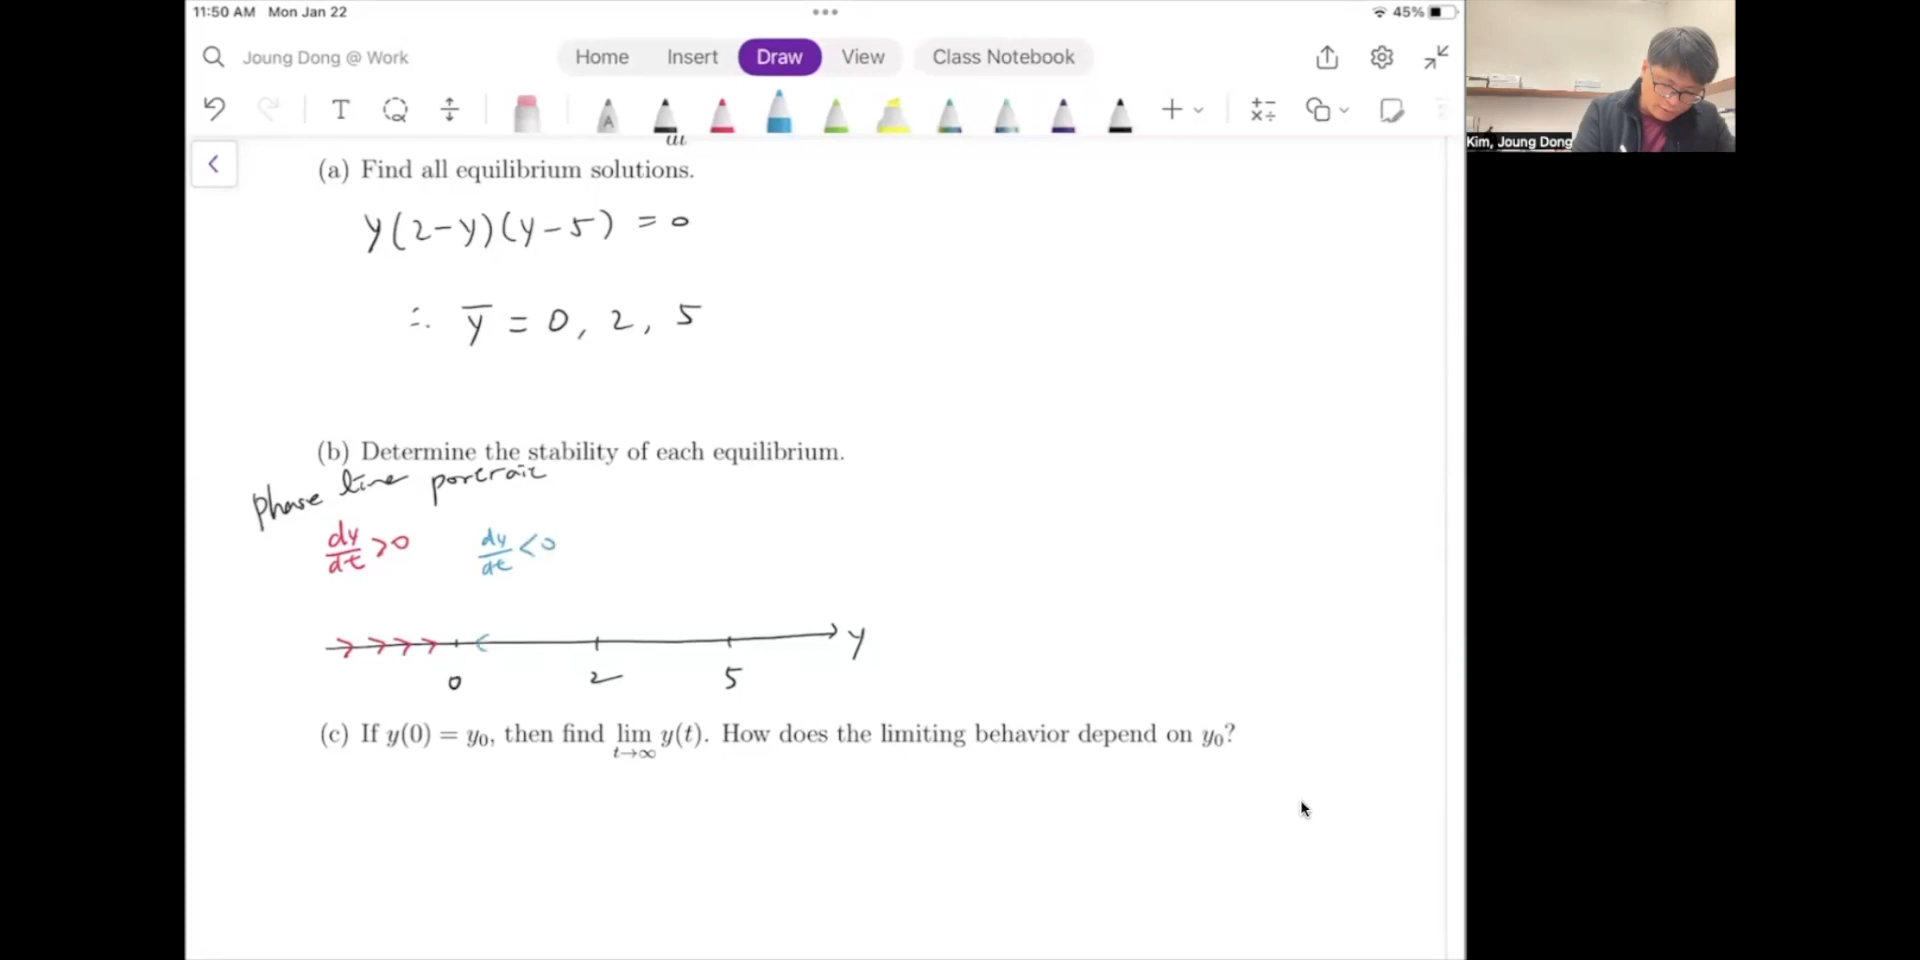 11:50 AM Mon Jan 22
45%
Joung Dong @ Work
Home Insert Draw View Class Notebook
T
A
Kim, Joung Dong
(a) Find all equilibrium solutions.
y(2-y)(y-5) = 0
∴ y̅ = 0, 2, 5
(b) Determine the stability of each equilibrium.
phase line portrait
dy/dt >0 dy/dt <0
y
0 2 5
(c) If y(0) = y₀, then find lim t→∞ y(t). How does the limiting behavior depend on y₀?